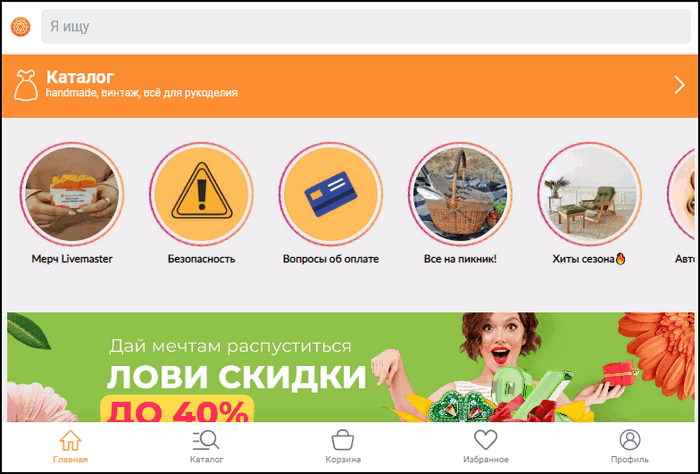 Я ищу
Каталог
handmade, винтаж, всё для рукоделия
Мерч Livemaster
Безопасность
Вопросы об оплате
Все на пикник!
Хиты сезона🔥
Авто
Дай мечтам распуститься
ЛОВИ СКИДКИ
ДО 40%
Главная
Каталог
Корзина
Избранное
Профиль